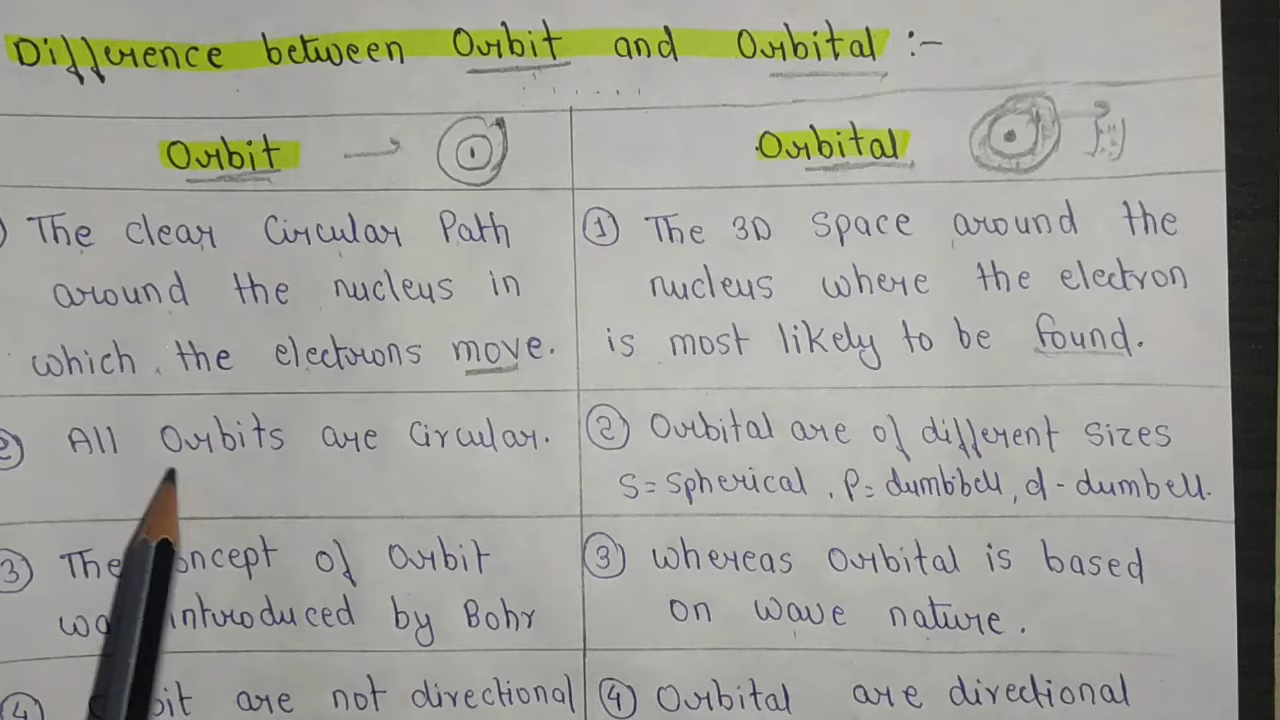 Difference between Orbit and Orbital :-
Orbit
The clear Circular Path
around the nucleus in
which the electrons move.
All Orbits are Circular.
③ The concept of Orbit
introduced by Bohr
④ are not directional
Orbital
① The 3D space around the
nucleus where the electron
is most likely to be found.
② Orbital are of different sizes
S = Spherical, P = dumbbell, d - dumbell.
③ Whereas Orbital is based
on wave nature.
④ Orbital are directional